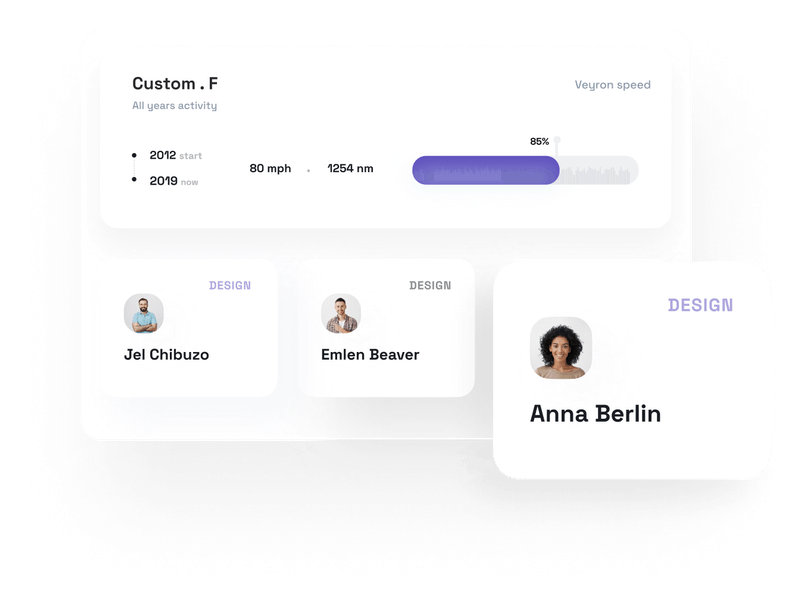 Custom . F
Veyron speed
All years activity
85%
2012 start
80 mph . 1254 nm
2019 now
DESIGN
Jel Chibuzo
DESIGN
Emlen Beaver
DESIGN
Anna Berlin